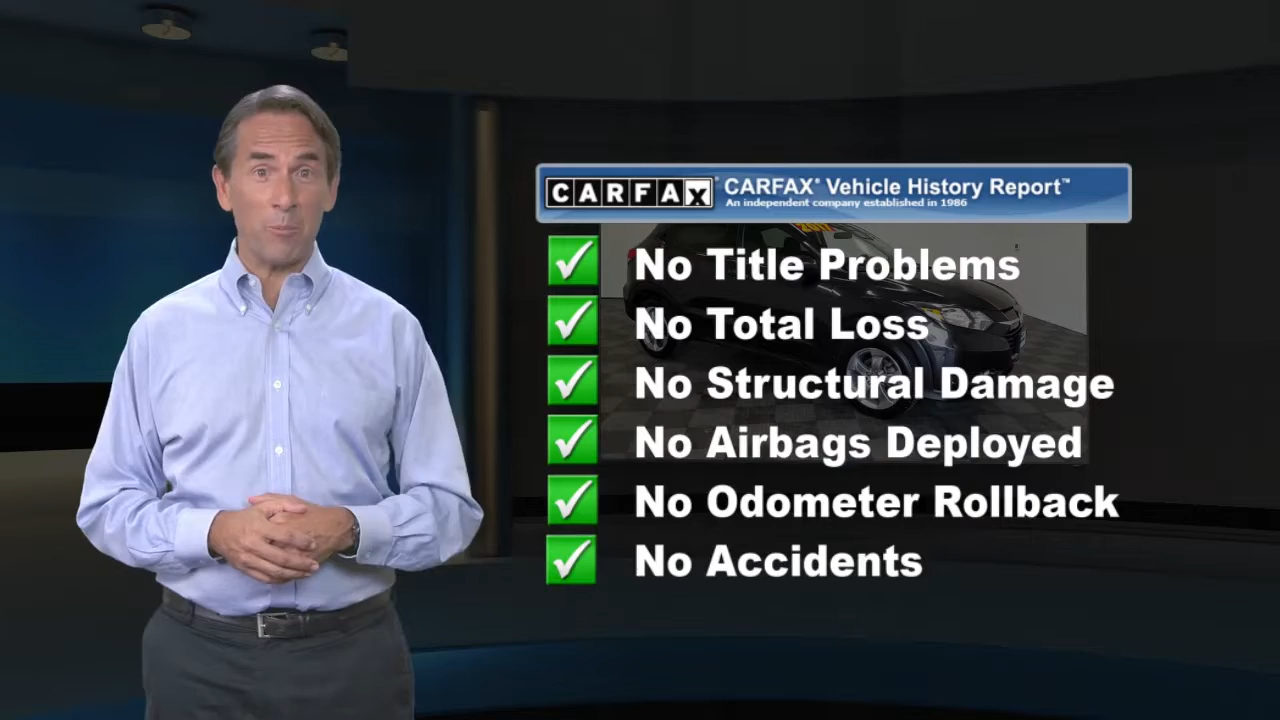 CARFAX® CARFAX® Vehicle History Report™
An independent company established in 1986
No Title Problems
No Total Loss
No Structural Damage
No Airbags Deployed
No Odometer Rollback
No Accidents